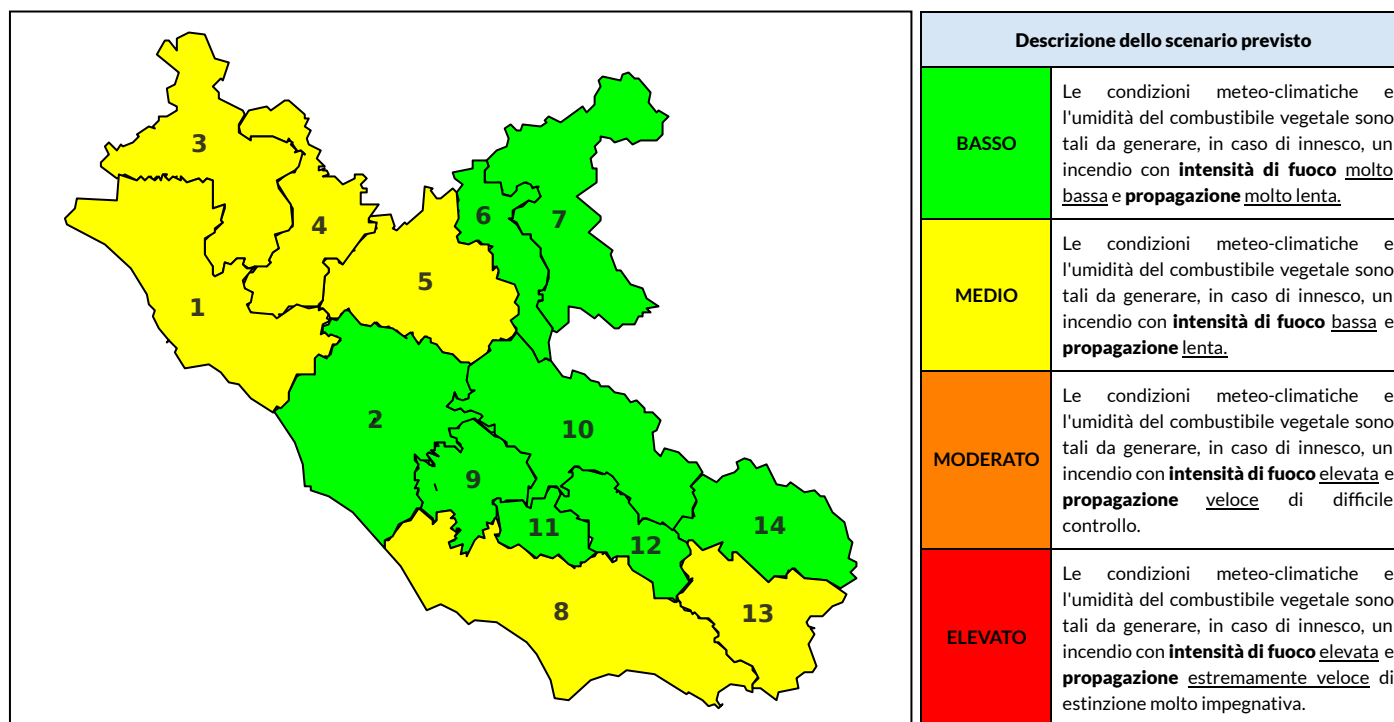 3
4
6
7
5
1
2
10
9
11
12
14
8
13
Descrizione dello scenario previsto
BASSO
Le condizioni meteo-climatiche e
l'umidità del combustibile vegetale sono
tali da generare, in caso di innesco, un
incendio con intensità di fuoco molto
bassa e propagazione molto lenta.
MEDIO
Le condizioni meteo-climatiche e
l'umidità del combustibile vegetale sono
tali da generare, in caso di innesco, un
incendio con intensità di fuoco bassa e
propagazione lenta.
MODERATO
Le condizioni meteo-climatiche e
l'umidità del combustibile vegetale sono
tali da generare, in caso di innesco, un
incendio con intensità di fuoco elevata e
propagazione veloce di difficile
controllo.
ELEVATO
Le condizioni meteo-climatiche e
l'umidità del combustibile vegetale sono
tali da generare, in caso di innesco, un
incendio con intensità di fuoco elevata e
propagazione estremamente veloce di
estinzione molto impegnativa.